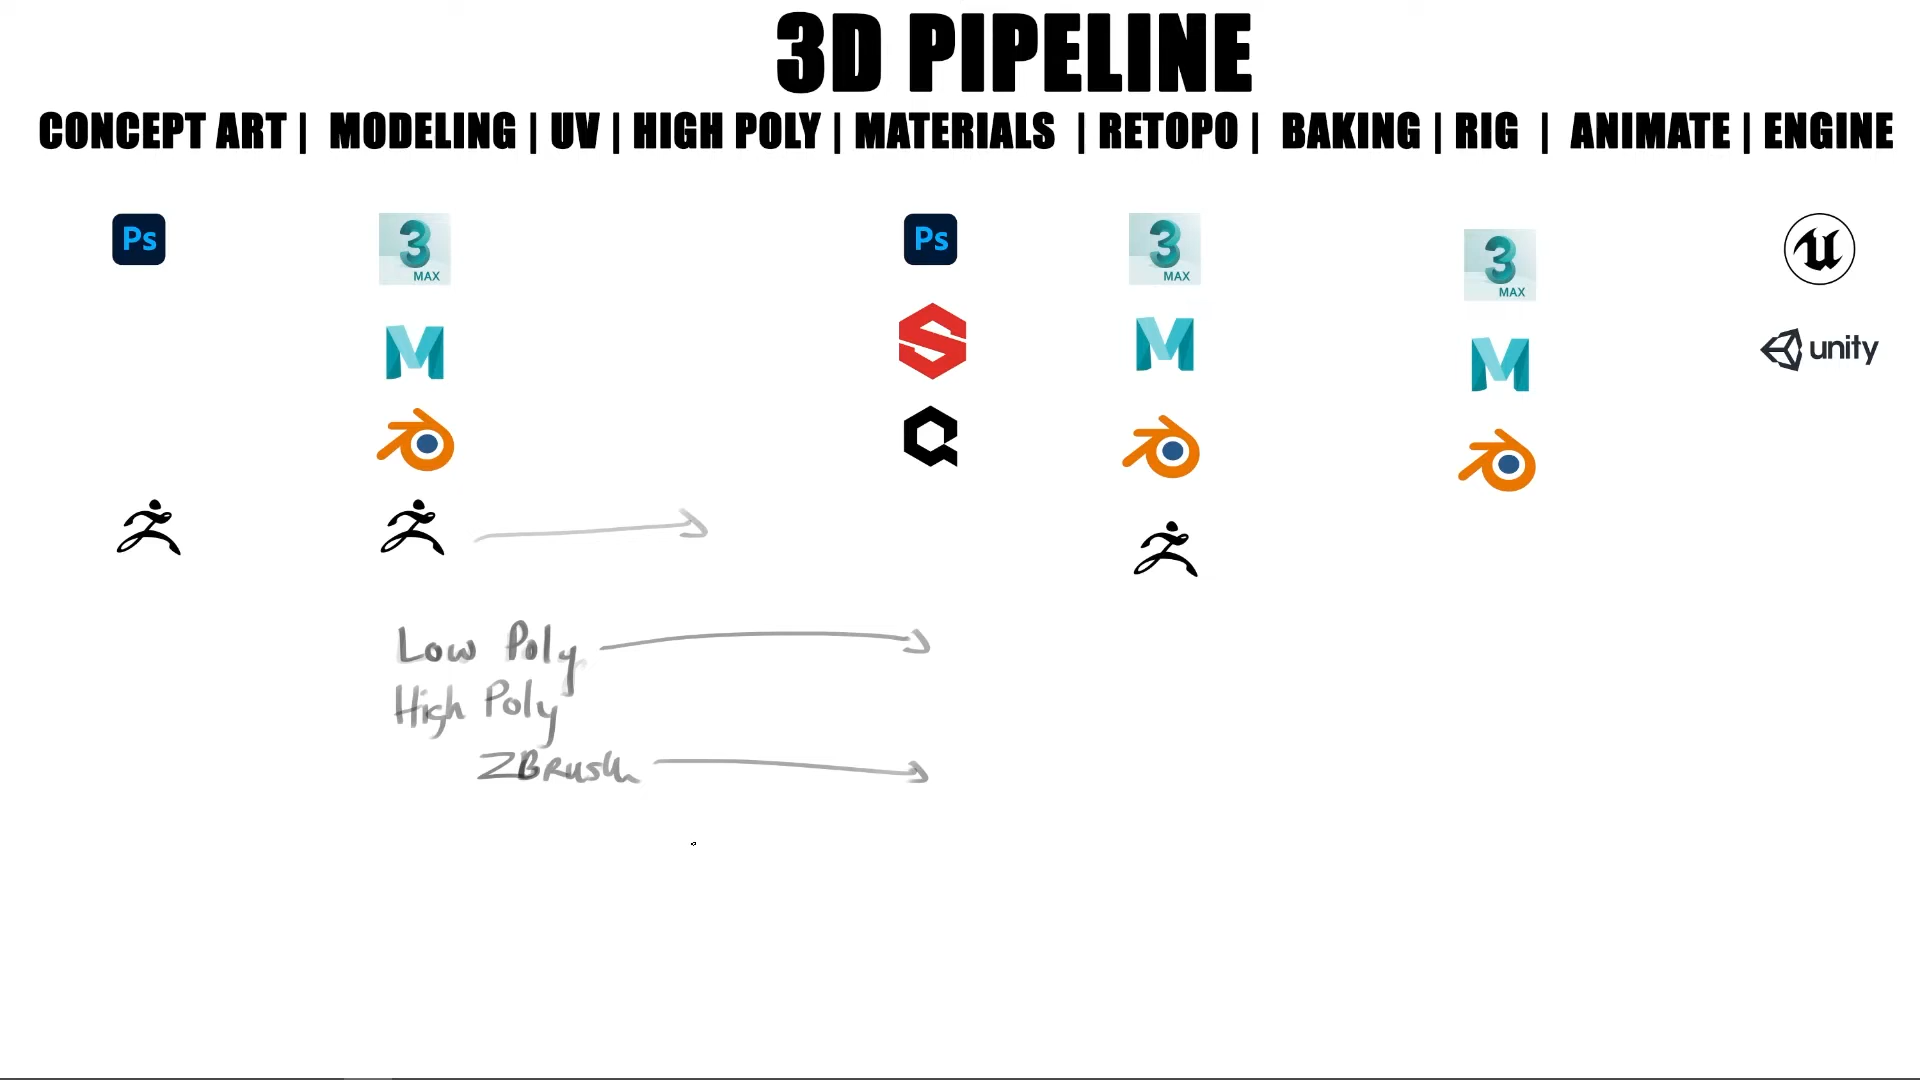 3D PIPELINE
CONCEPT ART | MODELING | UV | HIGH POLY | MATERIALS | RETOPO | BAKING | RIG | ANIMATE | ENGINE
Ps
3 MAX
Ps
3 MAX
3 MAX
unity
Low Poly
High Poly
ZBrush